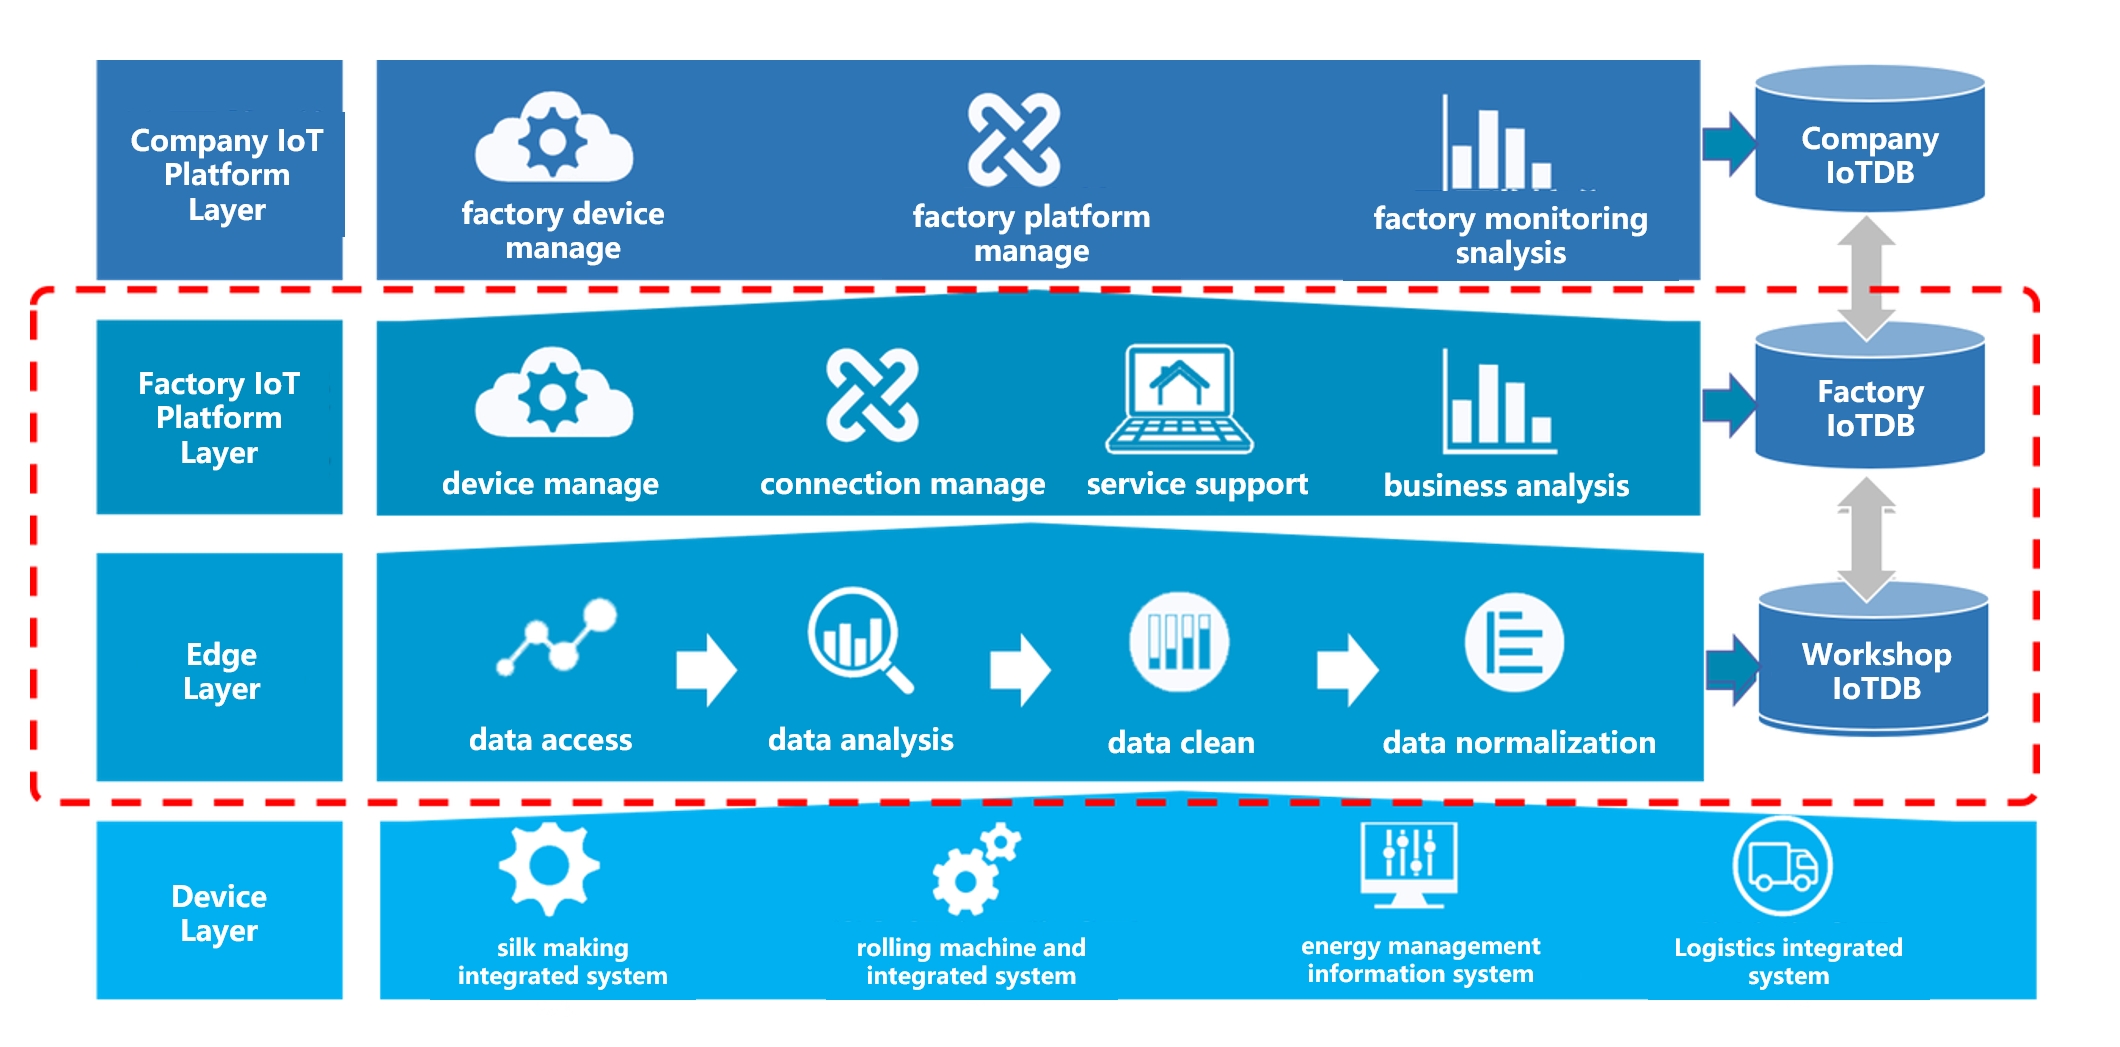 Company IoT
Platform
Layer
factory device
manage
factory platform
manage
factory monitoring
snalysis
Company
IoTDB
Factory IoT
Platform
Layer
device manage
connection manage
service support
business analysis
Factory
IoTDB
Edge
Layer
data access
data analysis
data clean
data normalization
Workshop
IoTDB
Device
Layer
silk making
integrated system
rolling machine and
integrated system
energy management
information system
Logistics integrated
system